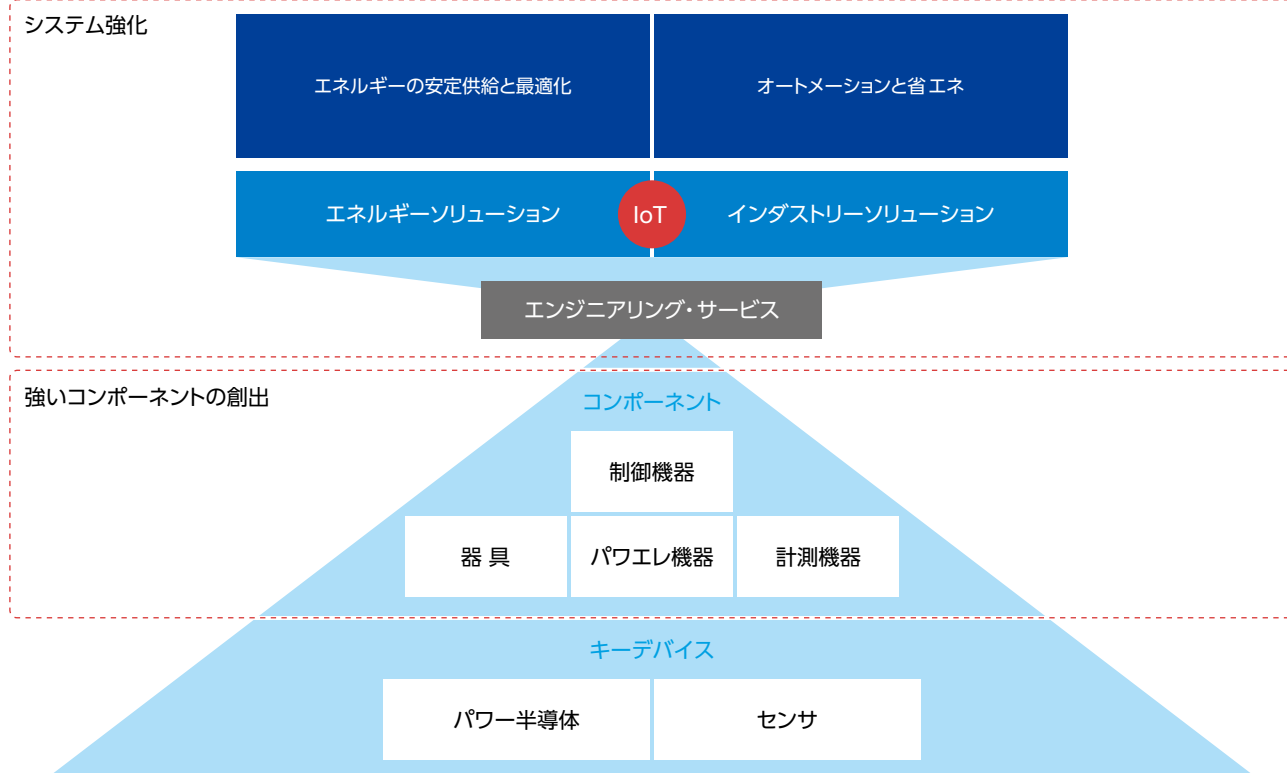 システム強化
エネルギーの安定供給と最適化
オートメーションと省エネ
エネルギーソリューション
IoT
インダストリーソリューション
エンジニアリング・サービス
強いコンポーネントの創出
コンポーネント
制御機器
器 具
パワエレ機器
計測機器
キーデバイス
パワー半導体
センサ